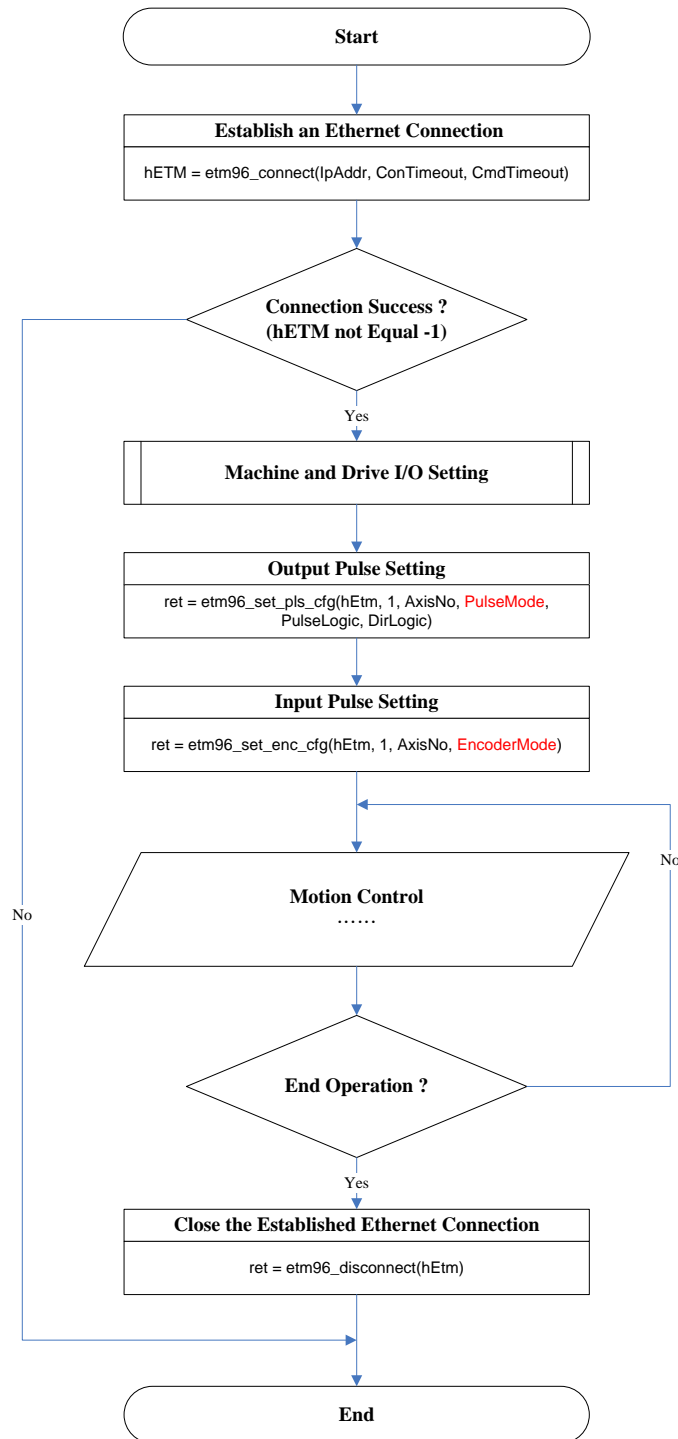 Start
Establish an Ethernet Connection
hETM = etm96_connect(IpAddr, ConTimeout, CmdTimeout)
Connection Success ?
(hETM not Equal -1)
Yes
Machine and Drive I/O Setting
Output Pulse Setting
ret = etm96_set_pls_cfg(hEtm, 1, AxisNo, PulseMode,
PulseLogic, DirLogic)
Input Pulse Setting
ret = etm96_set_enc_cfg(hEtm, 1, AxisNo, EncoderMode)
No
Motion Control
……
No
End Operation ?
Yes
Close the Established Ethernet Connection
ret = etm96_disconnect(hEtm)
End